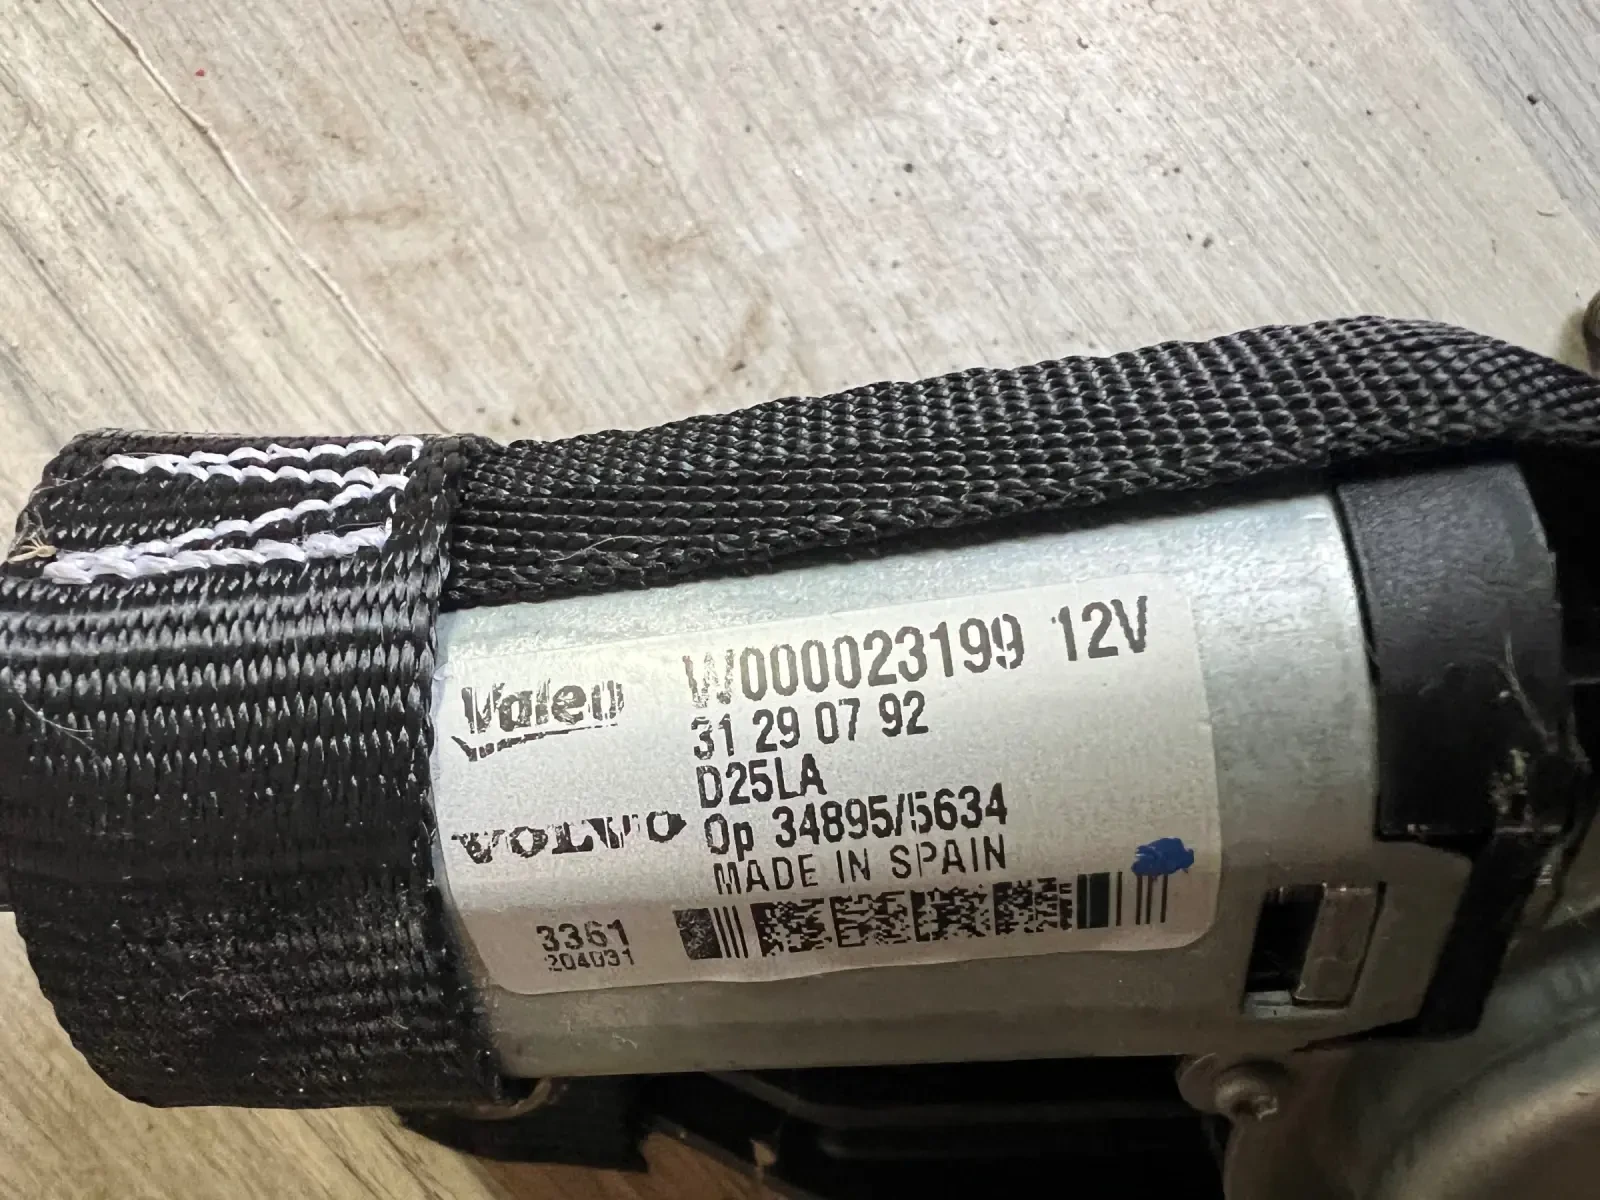 Valeo W000023199 12V
31 29 07 92
D25LA
VOLVO Op 34895/5634
MADE IN SPAIN
3361
204031